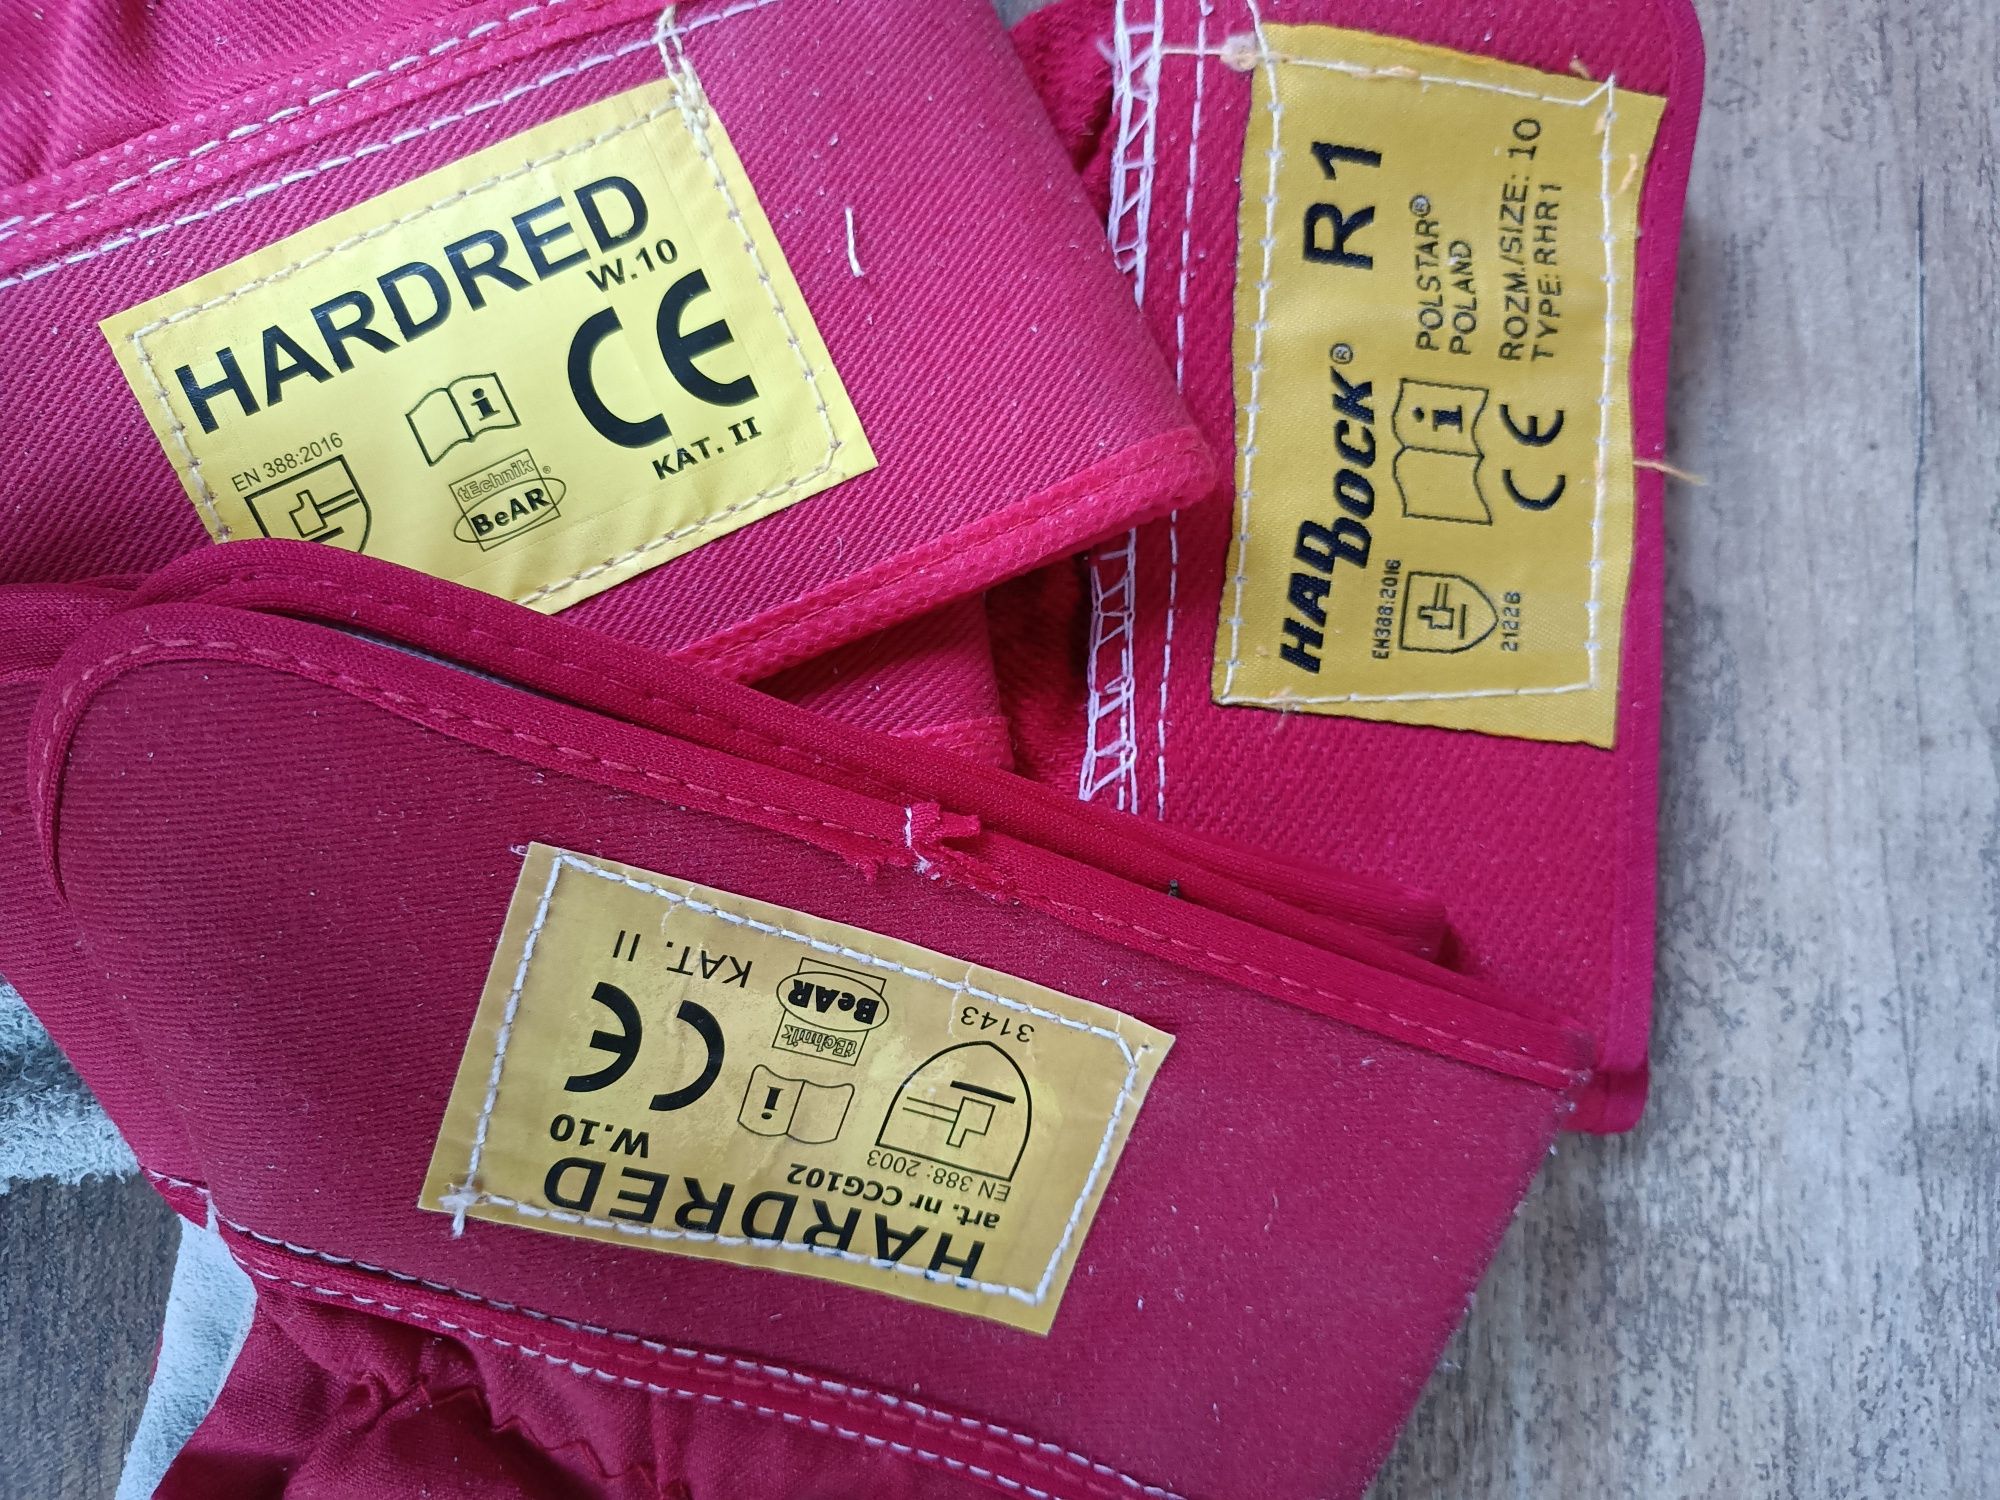 HARDRED
W.10
CE
KAT. II
EN 388:2016
i
tEchnik®
BeAR
HADDOCK® R1
POLSTAR®
POLAND
ROZM./SIZE: 10
TYPE: RHR1
i
CE
EN388:2016
2122B
HARDRED
art. nr CCG102
W.10
EN 388: 2003
3143
i
CE
tEchnik
BeAR
KAT. II